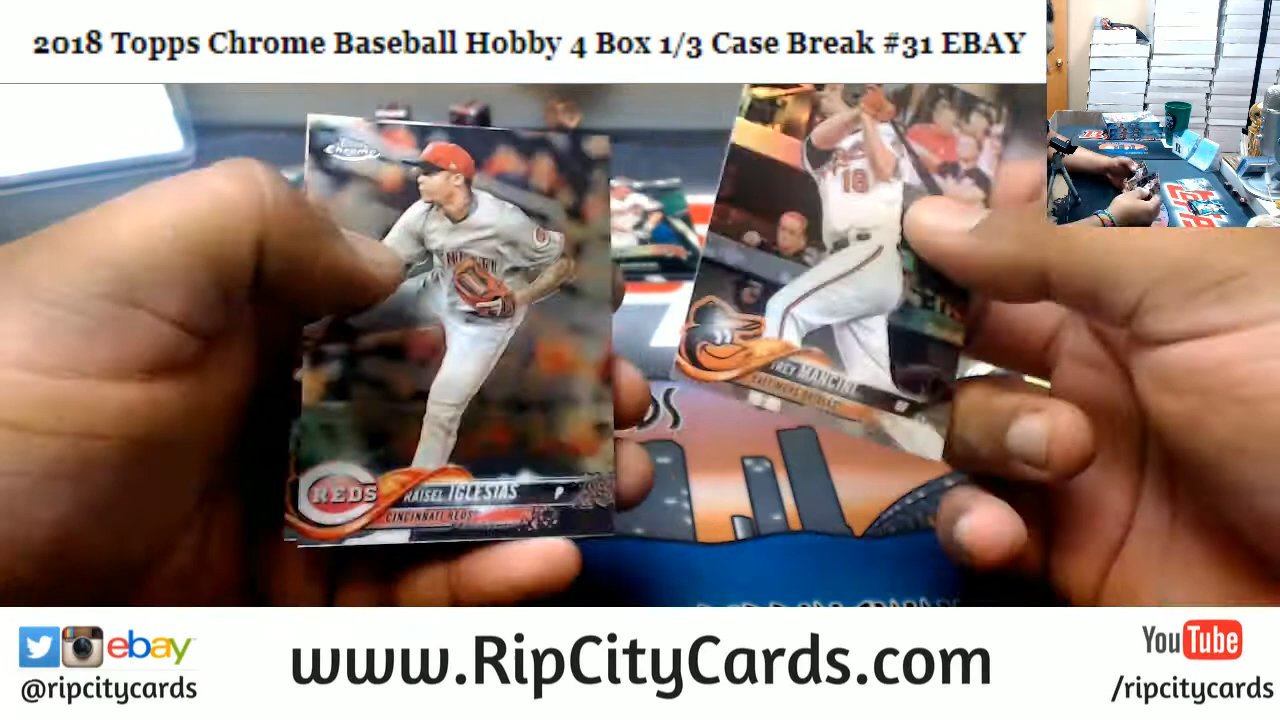 2018 Topps Chrome Baseball Hobby 4 Box 1/3 Case Break #31 EBAY
Chrome
16
REDS
RAISEL IGLESIAS P
CINCINNATI REDS
TREY MANCINI
BALTIMORE ORIOLES
ebay
@ripcitycards
www.RipCityCards.com
YouTube
/ripcitycards